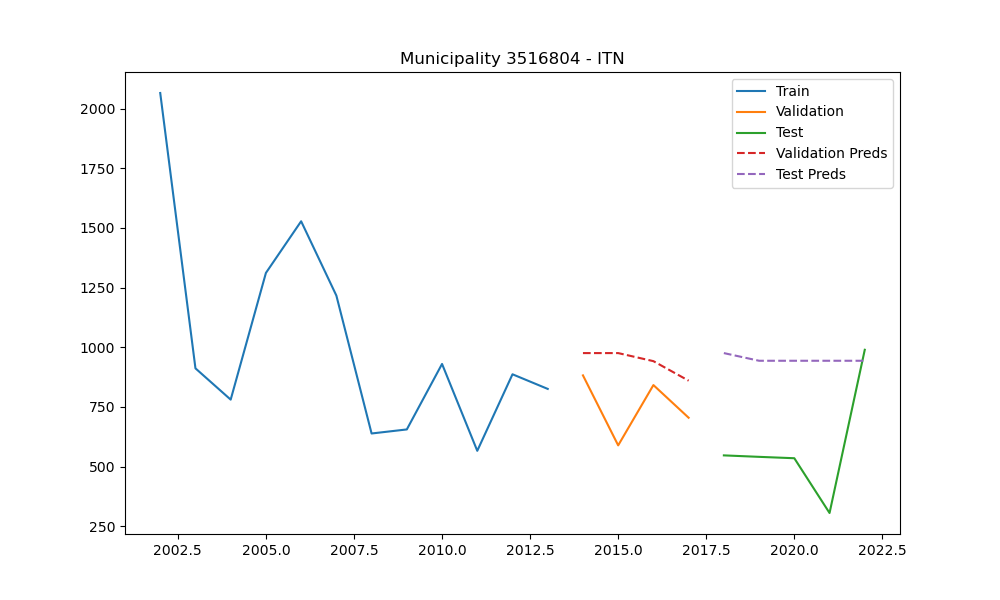 Municipality 3516804 - ITN
Train
Validation
Test
Validation Preds
Test Preds
2000
1750
1500
1250
1000
750
500
250
2002.5 2005.0 2007.5 2010.0 2012.5 2015.0 2017.5 2020.0 2022.5